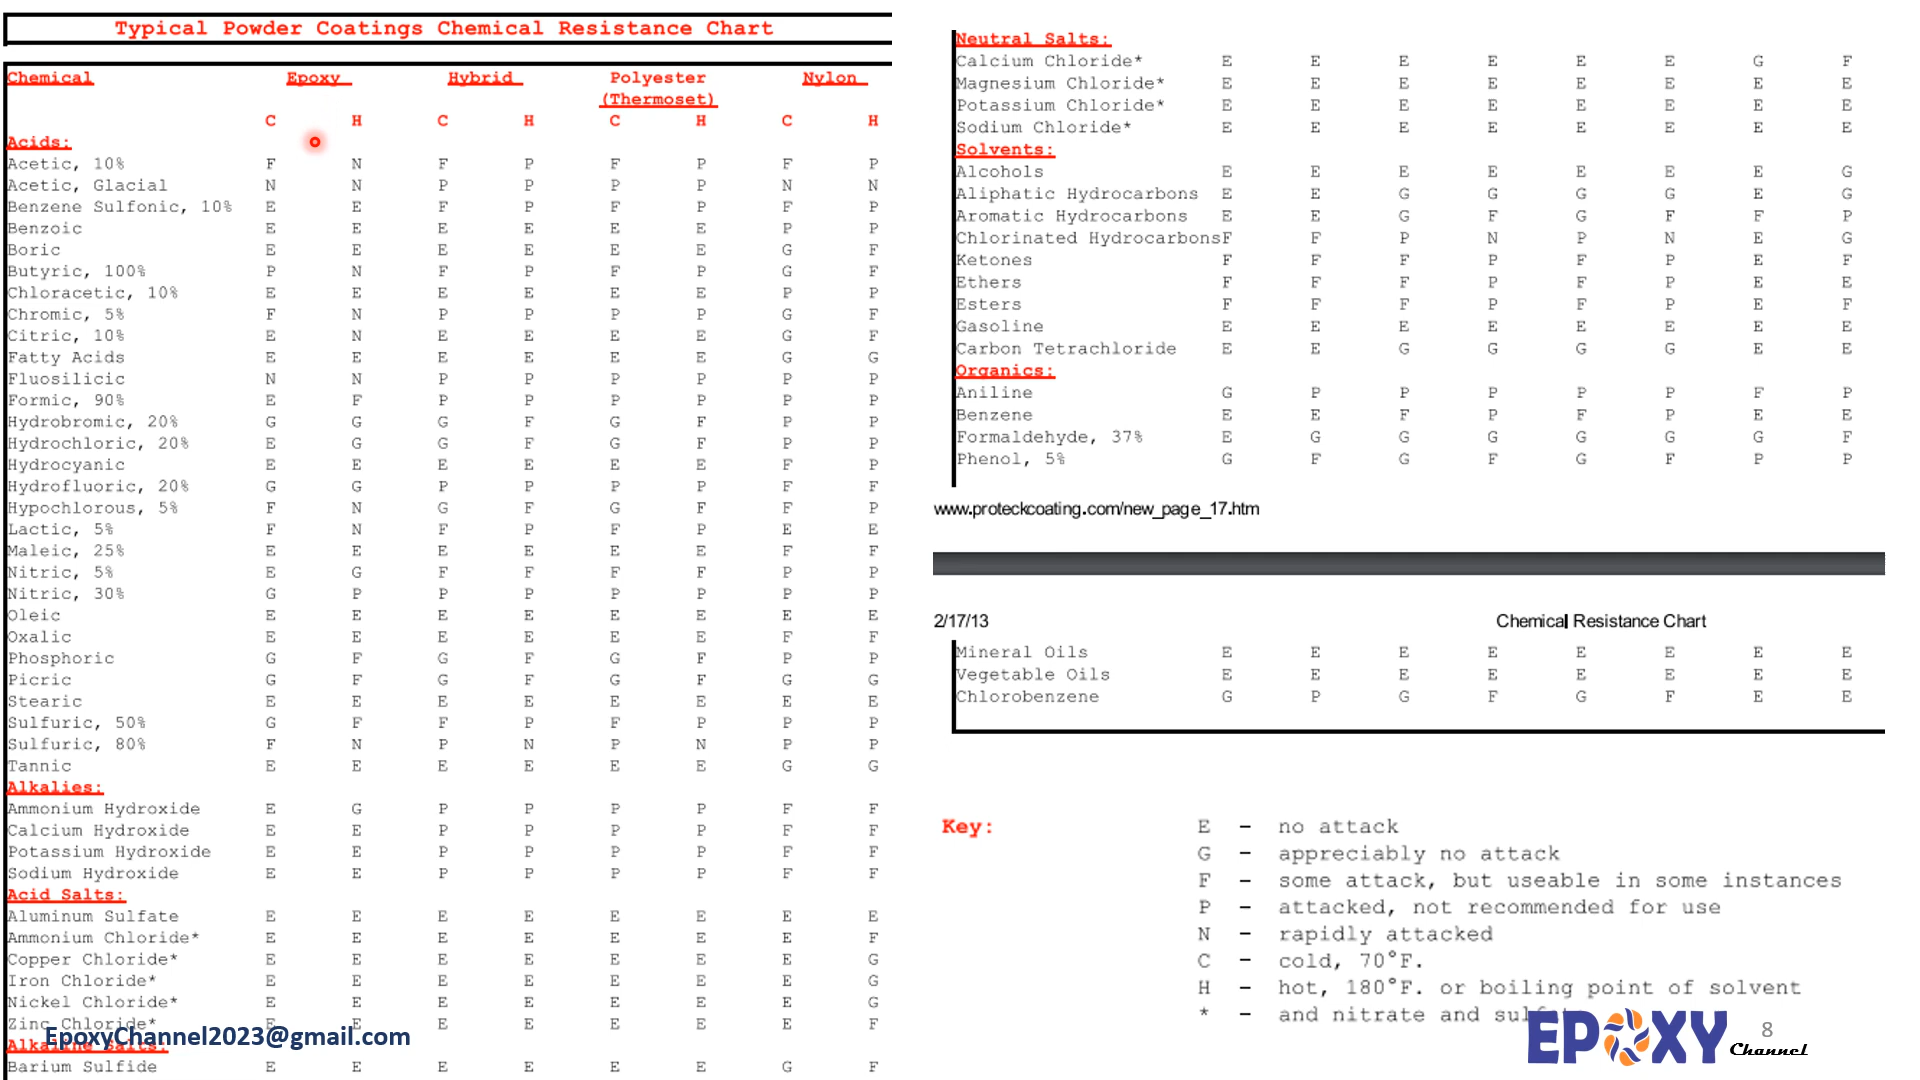 Typical Powder Coatings Chemical Resistance Chart
Chemical Epoxy Hybrid Polyester Nylon
(Thermoset)
C H C H C H C H
Acids:
Acetic, 10% F N F P F P F P
Acetic, Glacial N N P P P P N N
Benzene Sulfonic, 10% E E F P F P F P
Benzoic E E E E E E P P
Boric E E E E E E G F
Butyric, 100% P N F P F P G F
Chloracetic, 10% E E E E E E P P
Chromic, 5% F N P P P P G F
Citric, 10% E N E E E E G F
Fatty Acids E E E E E E G G
Fluosilicic N N P P P P P P
Formic, 90% E F P P P P P P
Hydrobromic, 20% G G G F G F P P
Hydrochloric, 20% E G G F G F P P
Hydrocyanic E E E E E E F P
Hydrofluoric, 20% G G P P P P F F
Hypochlorous, 5% F N G F G F F P
Lactic, 5% F N F P F P E E
Maleic, 25% E E E E E E F F
Nitric, 5% E G F F F F P P
Nitric, 30% G P P P P P P P
Oleic E E E E E E E E
Oxalic E E E E E E F F
Phosphoric G F G F G F P P
Picric G F G F G F G G
Stearic E E E E E E E E
Sulfuric, 50% G F F P F P P P
Sulfuric, 80% F N P N P N P P
Tannic E E E E E E G G
Alkalies:
Ammonium Hydroxide E G P P P P F F
Calcium Hydroxide E E P P P P F F
Potassium Hydroxide E E P P P P F F
Sodium Hydroxide E E P P P P F F
Acid Salts:
Aluminum Sulfate E E E E E E E E
Ammonium Chloride* E E E E E E E F
Copper Chloride* E E E E E E E G
Iron Chloride* E E E E E E E G
Nickel Chloride* E E E E E E E G
Zinc Chloride* E E E E E E E F
EpoxyChannel2023@gmail.com
Alkaline Salts:
Barium Sulfide E E E E E E G F
Neutral Salts:
Calcium Chloride* E E E E E E G F
Magnesium Chloride* E E E E E E E E
Potassium Chloride* E E E E E E E E
Sodium Chloride* E E E E E E E E
Solvents:
Alcohols E E E E E E E G
Aliphatic Hydrocarbons E E G G G G E G
Aromatic Hydrocarbons E E G F G F F P
Chlorinated HydrocarbonsF F P N P N E G
Ketones F F F P F P E F
Ethers F F F P F P E E
Esters F F F P F P E F
Gasoline E E E E E E E E
Carbon Tetrachloride E E G G G G E E
Organics:
Aniline G P P P P P F P
Benzene E E F P F P E E
Formaldehyde, 37% E G G G G G G F
Phenol, 5% G F G F G F P P
www.proteckcoating.com/new_page_17.htm
2/17/13 Chemical Resistance Chart
Mineral Oils E E E E E E E E
Vegetable Oils E E E E E E E E
Chlorobenzene G P G F G F E E
Key:
E - no attack
G - appreciably no attack
F - some attack, but useable in some instances
P - attacked, not recommended for use
N - rapidly attacked
C - cold, 70°F.
H - hot, 180°F. or boiling point of solvent
* - and nitrate and
EPOXY Channel
8